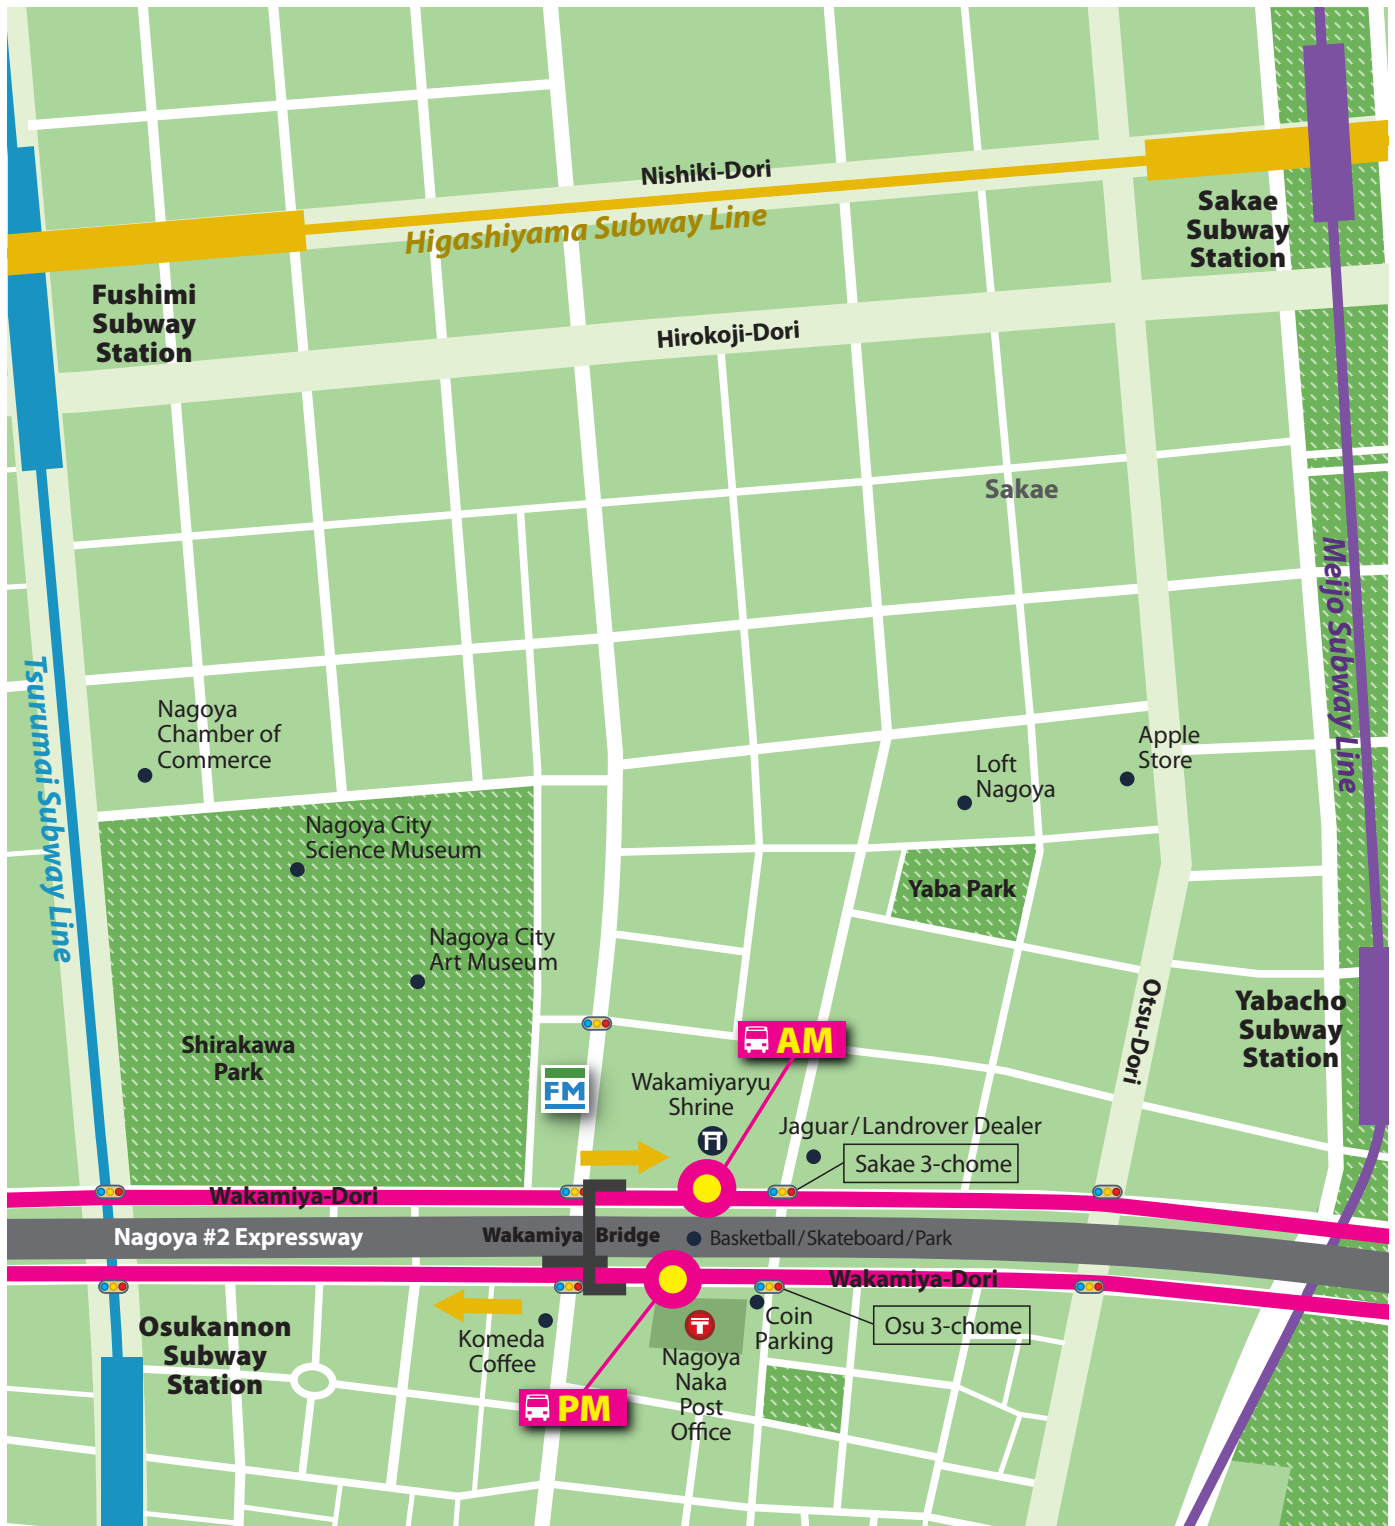 Nishiki-Dori
Higashiyama Subway Line
Sakae
Subway
Station
Fushimi
Subway
Station
Hirokoji-Dori
Sakae
Meijo Subway Line
Tsurumai Subway Line
Nagoya
Chamber of
Commerce
Apple
Store
Loft
Nagoya
Nagoya City
Science Museum
Yaba Park
Nagoya City
Art Museum
Otsu-Dori
Yabacho
Subway
Station
Shirakawa
Park
AM
FM
Wakamiyaryu
Shrine
Jaguar/Landrover Dealer
Sakae 3-chome
Wakamiya-Dori
Nagoya #2 Expressway
Wakamiya Bridge
Basketball/Skateboard/Park
Wakamiya-Dori
Osukannon
Subway
Station
Komeda
Coffee
Coin
Parking
Osu 3-chome
Nagoya
Naka
Post
Office
PM